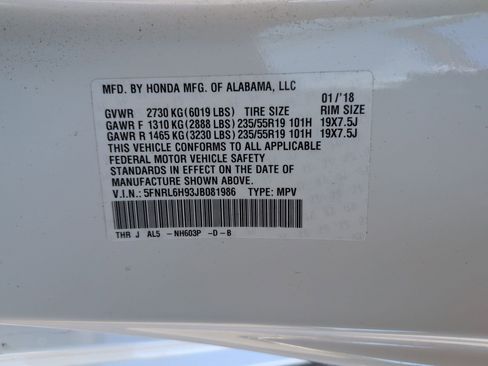 MFD. BY HONDA MFG. OF ALABAMA, LLC
01/'18
GVWR 2730 KG(6019 LBS) TIRE SIZE RIM SIZE
GAWR F 1310 KG(2888 LBS) 235/55R19 101H 19X7.5J
GAWR R 1465 KG(3230 LBS) 235/55R19 101H 19X7.5J
THIS VEHICLE CONFORMS TO ALL APPLICABLE
FEDERAL MOTOR VEHICLE SAFETY
STANDARDS IN EFFECT ON THE DATE OF
MANUFACTURE SHOWN ABOVE.
V.I.N.: 5FNRL6H93JB081986 TYPE: MPV
THR J AL5 -NH603P -D-B